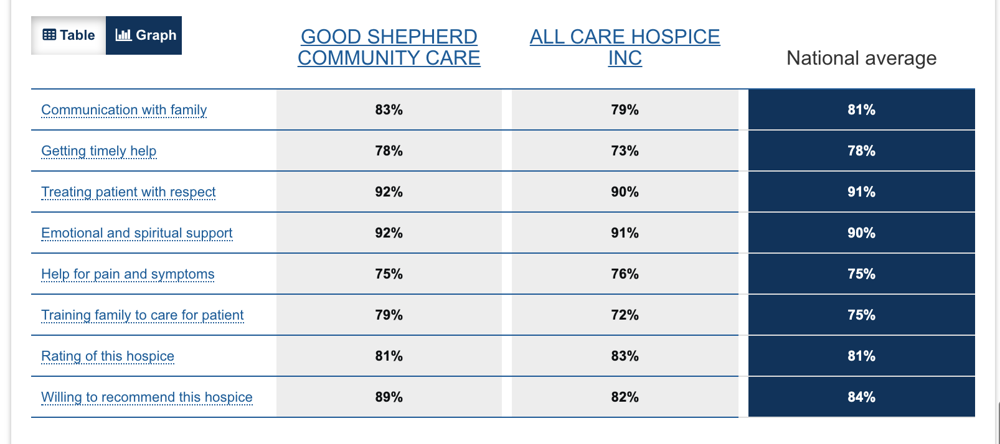 Table Graph
GOOD SHEPHERD
COMMUNITY CARE
ALL CARE HOSPICE
INC
National average
Communication with family 83% 79% 81%
Getting timely help 78% 73% 78%
Treating patient with respect 92% 90% 91%
Emotional and spiritual support 92% 91% 90%
Help for pain and symptoms 75% 76% 75%
Training family to care for patient 79% 72% 75%
Rating of this hospice 81% 83% 81%
Willing to recommend this hospice 89% 82% 84%